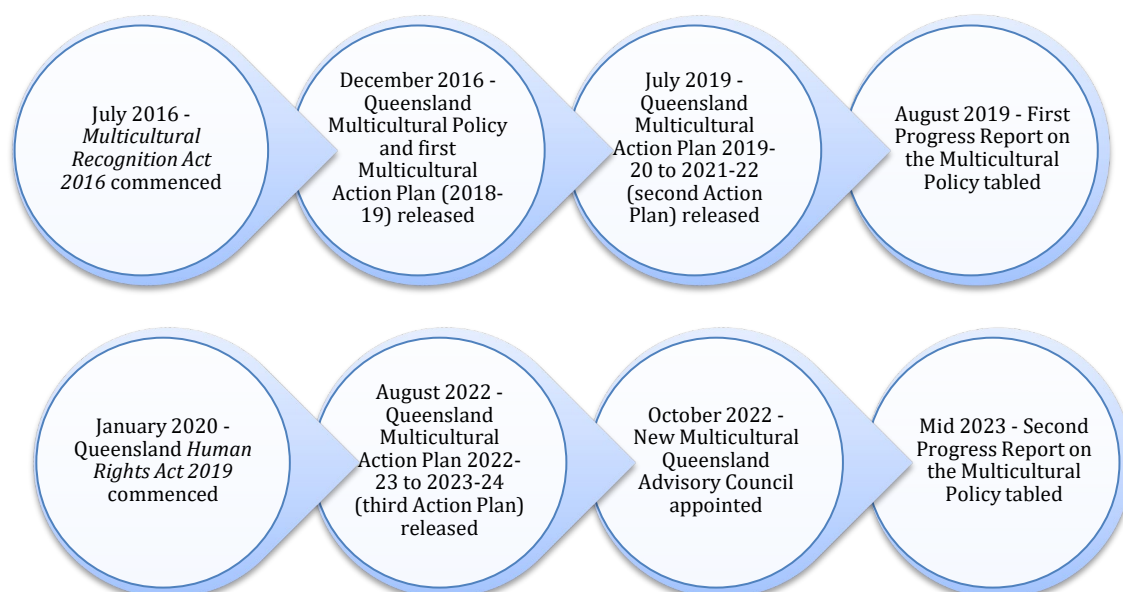 July 2016 -
Multicultural
Recognition Act
2016 commenced
December 2016 -
Queensland
Multicultural Policy
and first
Multicultural
Action Plan (2018-
19) released
July 2019 -
Queensland
Multicultural
Action Plan 2019-
20 to 2021-22
(second Action
Plan) released
August 2019 - First
Progress Report on
the Multicultural
Policy tabled
January 2020 -
Queensland Human
Rights Act 2019
commenced
August 2022 -
Queensland
Multicultural
Action Plan 2022-
23 to 2023-24
(third Action Plan)
released
October 2022 -
New Multicultural
Queensland
Advisory Council
appointed
Mid 2023 - Second
Progress Report on
the Multicultural
Policy tabled